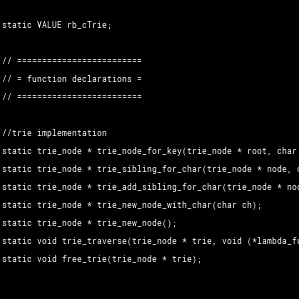 static VALUE rb_cTrie;
// =========================
// = function declarations =
// =========================
//trie implementation
static trie_node * trie_node_for_key(trie_node * root, char
static trie_node * trie_sibling_for_char(trie_node * node,
static trie_node * trie_add_sibling_for_char(trie_node *
static trie_node * trie_new_node_with_char(char ch);
static trie_node * trie_new_node();
static void trie_traverse(trie_node * trie, void
static void free_trie(trie_node * trie);